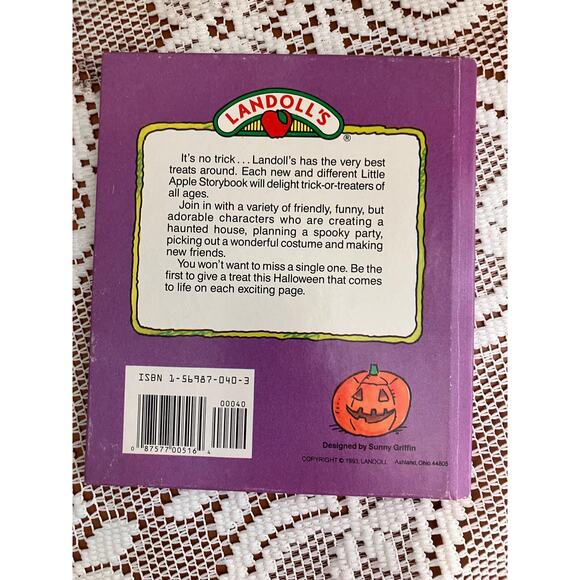 LANDOLL'S
®
It's no trick . . . Landoll's has the very best
treats around. Each new and different Little
Apple Storybook will delight trick-or-treaters of
all ages.
Join in with a variety of friendly, funny, but
adorable characters who are creating a
haunted house, planning a spooky party,
picking out a wonderful costume and making
new friends.
You won't want to miss a single one. Be the
first to give a treat this Halloween that comes
to life on each exciting page.
ISBN 1-56987-040-3
00040
0 87577 00516 4
Designed by Sunny Griffin
COPYRIGHT © 1993, LANDOLL Ashland, Ohio 44805